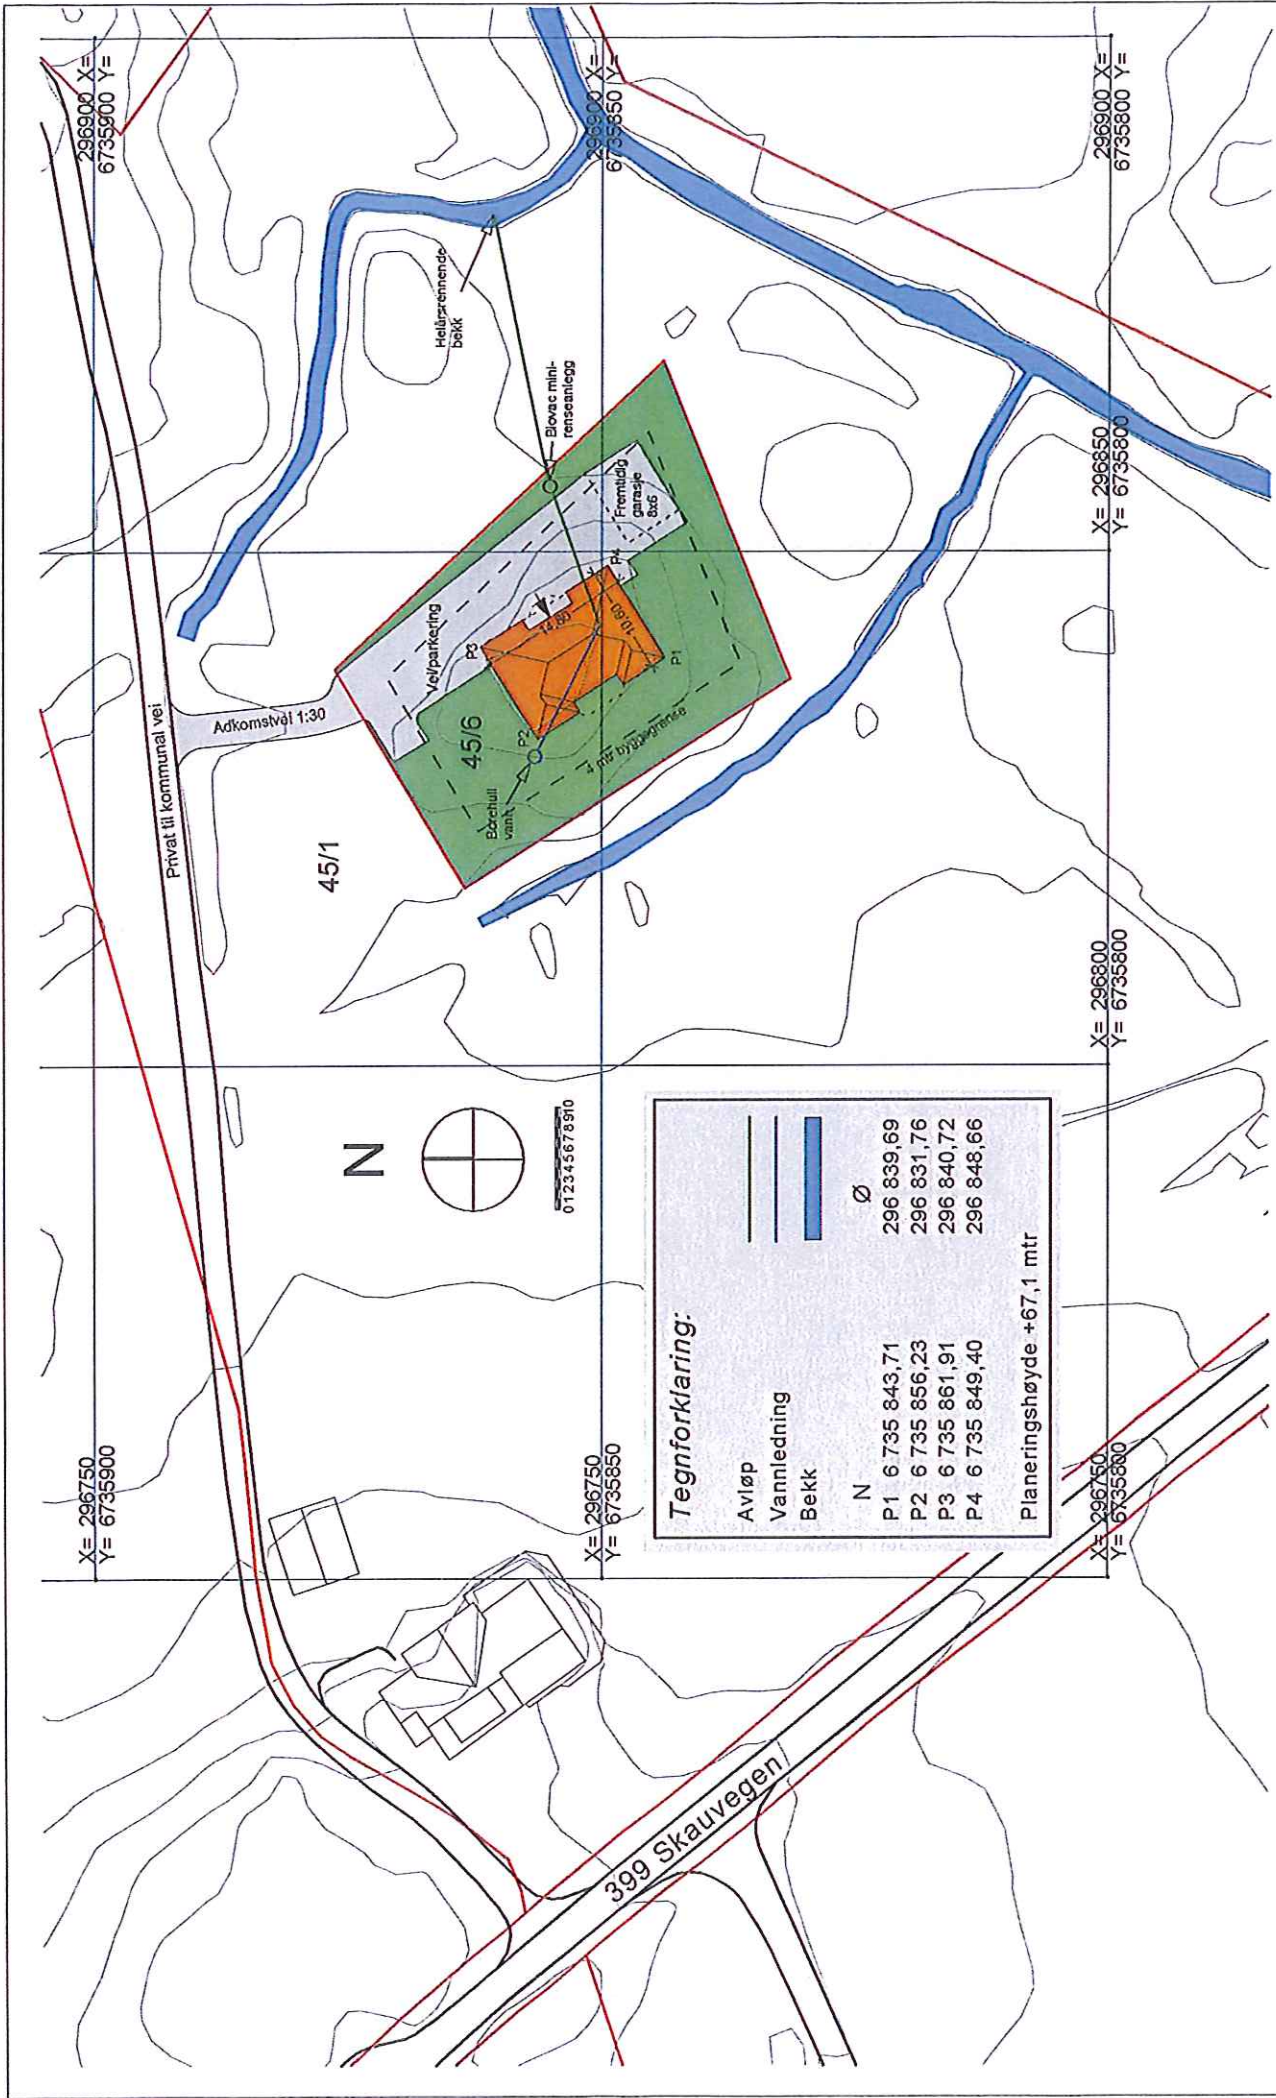 X= 296750
Y= 6735900
296900 X=
6735900 Y=
Privat til kommunal vei
Adkomstvei 1:30
45/1
N
012345678910
Helårsrennende
bekk
Biovac mini-
renseanlegg
Vei/parkering
P3
45/6
P2
Borehull
vann
14,80
10,60
P4
P1
Fremtidig
garasje
8x6
4 mtr byggegrense
X= 296750
Y= 6735850
296900 X=
6735850 Y=
399 Skauvegen
Tegnforklaring:
Avløp
Vannledning
Bekk
N Ø
P1 6 735 843,71 296 839,69
P2 6 735 856,23 296 831,76
P3 6 735 861,91 296 840,72
P4 6 735 849,40 296 848,66
Planeringshøyde +67,1 mtr
X= 296750
Y= 6735800
X= 296800
Y= 6735800
X= 296850
Y= 6735800
296900 X=
6735800 Y=